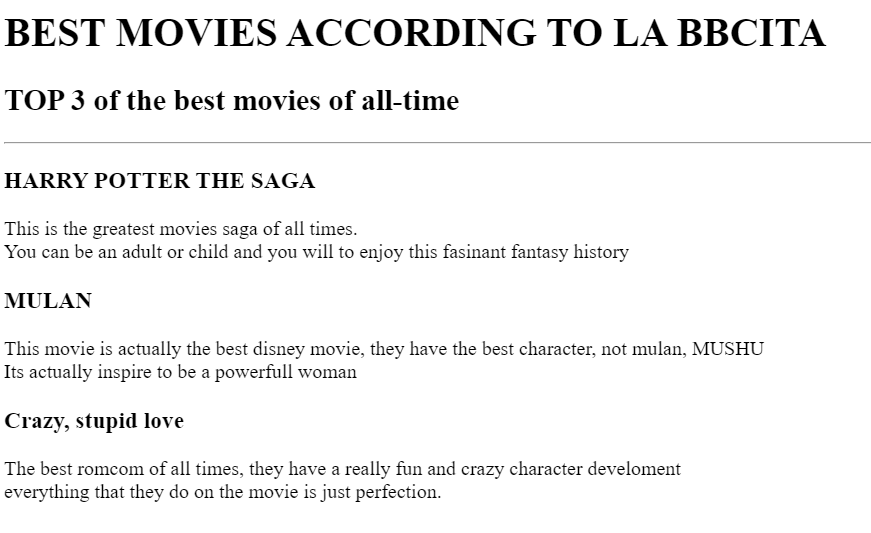 BEST MOVIES ACCORDING TO LA BBCITA
TOP 3 of the best movies of all-time
HARRY POTTER THE SAGA
This is the greatest movies saga of all times.
You can be an adult or child and you will to enjoy this fasinant fantasy history
MULAN
This movie is actually the best disney movie, they have the best character, not mulan, MUSHU
Its actually inspire to be a powerfull woman
Crazy, stupid love
The best romcom of all times, they have a really fun and crazy character develoment
everything that they do on the movie is just perfection.